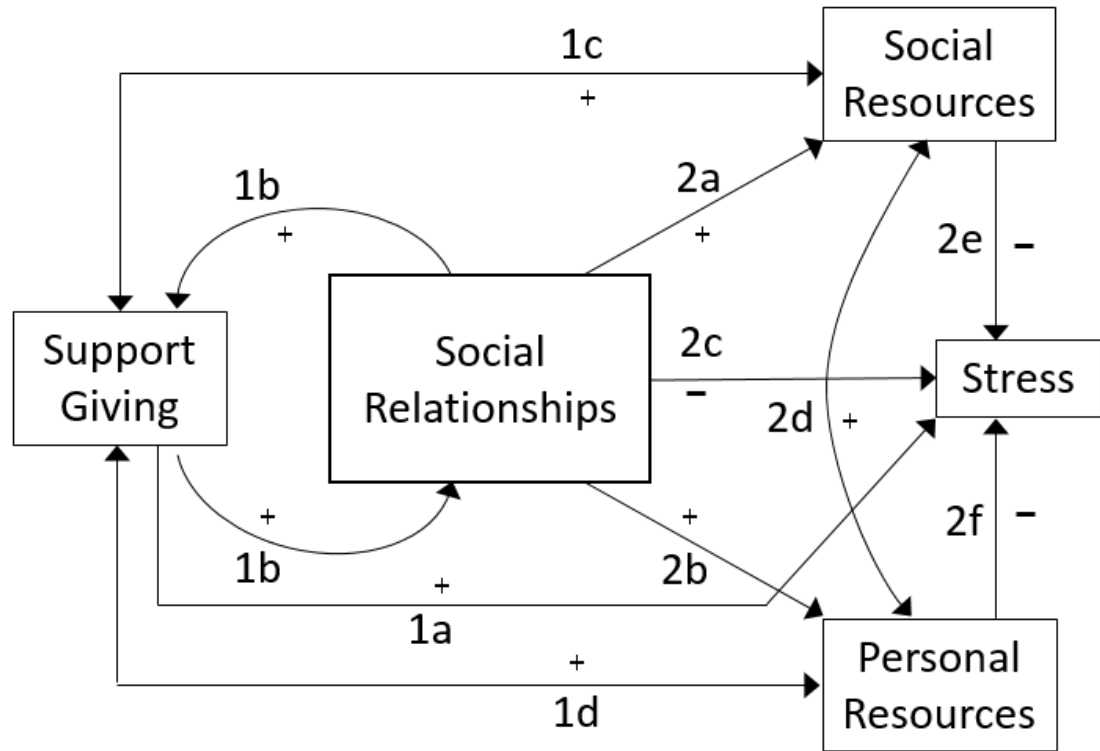 1c
+
Social
Resources
1b
+
2a
+
2e
-
Support
Giving
Social
Relationships
2c
-
Stress
2d
+
+
1b
+
2b
2f
-
+
1a
+
1d
Personal
Resources